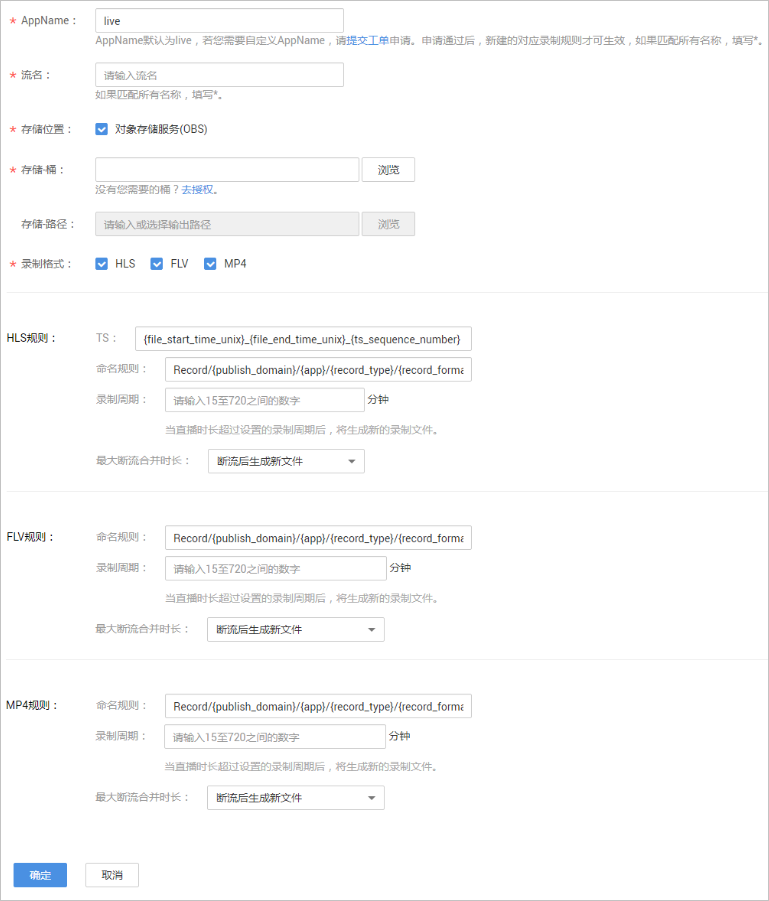 * AppName： live
AppName默认为live，若您需要自定义AppName，请提交工单申请。申请通过后，新建的对应录制规则才可生效，如果匹配所有名称，填写*。
* 流名： 请输入流名
如果匹配所有名称，填写*。
* 存储位置： 对象存储服务(OBS)
* 存储-桶： 浏览
没有您需要的桶？去授权。
存储-路径： 请输入或选择输出路径 浏览
* 录制格式： HLS FLV MP4
HLS规则： TS： {file_start_time_unix}_{file_end_time_unix}_{ts_sequence_number}
命名规则： Record/{publish_domain}/{app}/{record_type}/{record_forma
录制周期： 请输入15至720之间的数字 分钟
当直播时长超过设置的录制周期后，将生成新的录制文件。
最大断流合并时长： 断流后生成新文件
FLV规则： 命名规则： Record/{publish_domain}/{app}/{record_type}/{record_forma
录制周期： 请输入15至720之间的数字 分钟
当直播时长超过设置的录制周期后，将生成新的录制文件。
最大断流合并时长： 断流后生成新文件
MP4规则： 命名规则： Record/{publish_domain}/{app}/{record_type}/{record_forma
录制周期： 请输入15至720之间的数字 分钟
当直播时长超过设置的录制周期后，将生成新的录制文件。
最大断流合并时长： 断流后生成新文件
确定 取消